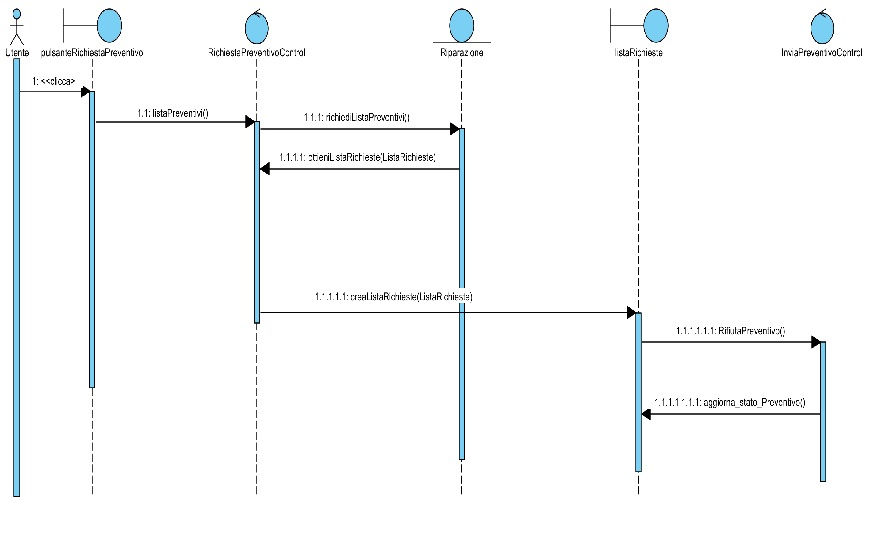 Utente
pulsanteRichiestaPreventivo
RichiestaPreventivoControl
Riparazione
listaRichieste
InviaPreventivoControl
1: <<clicca>
1.1: listaPreventivi()
1.1.1: richiediListaPreventivi()
1.1.1.1: ottieniListaRichieste(ListaRichieste)
1.1.1.1.1: creaListaRichieste(ListaRichieste)
1.1.1.1.1.1: RifiutaPreventivo()
1.1.1.1.1.1.1: aggiorna_stato_Preventivo()